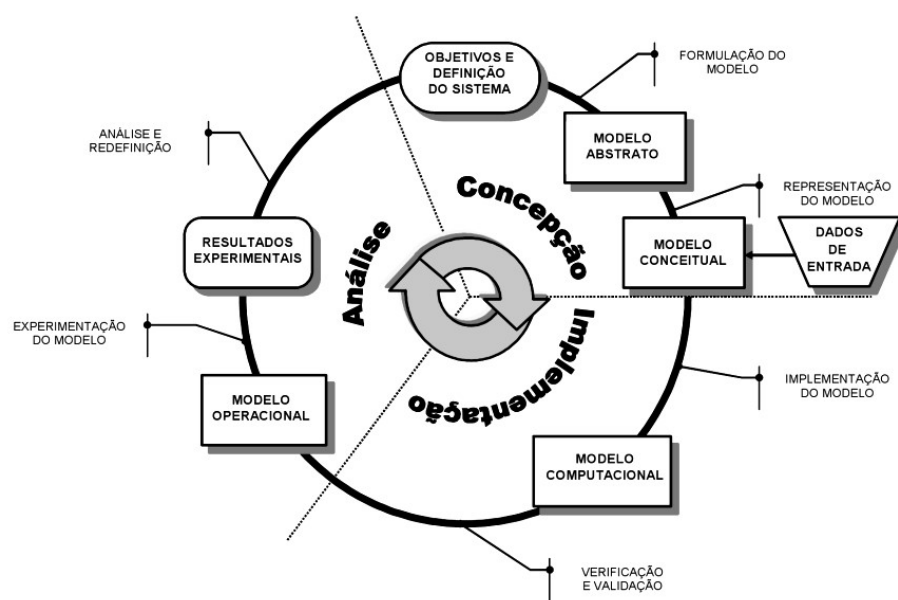 OBJETIVOS E
DEFINIÇÃO
DO SISTEMA
FORMULAÇÃO DO
MODELO
MODELO
ABSTRATO
REPRESENTAÇÃO
DO MODELO
MODELO
CONCEITUAL
DADOS
DE
ENTRADA
IMPLEMENTAÇÃO
DO MODELO
MODELO
COMPUTACIONAL
VERIFICAÇÃO
E VALIDAÇÃO
MODELO
OPERACIONAL
EXPERIMENTAÇÃO
DO MODELO
RESULTADOS
EXPERIMENTAIS
ANÁLISE E
REDEFINIÇÃO
Concepção
Implementação
Análise